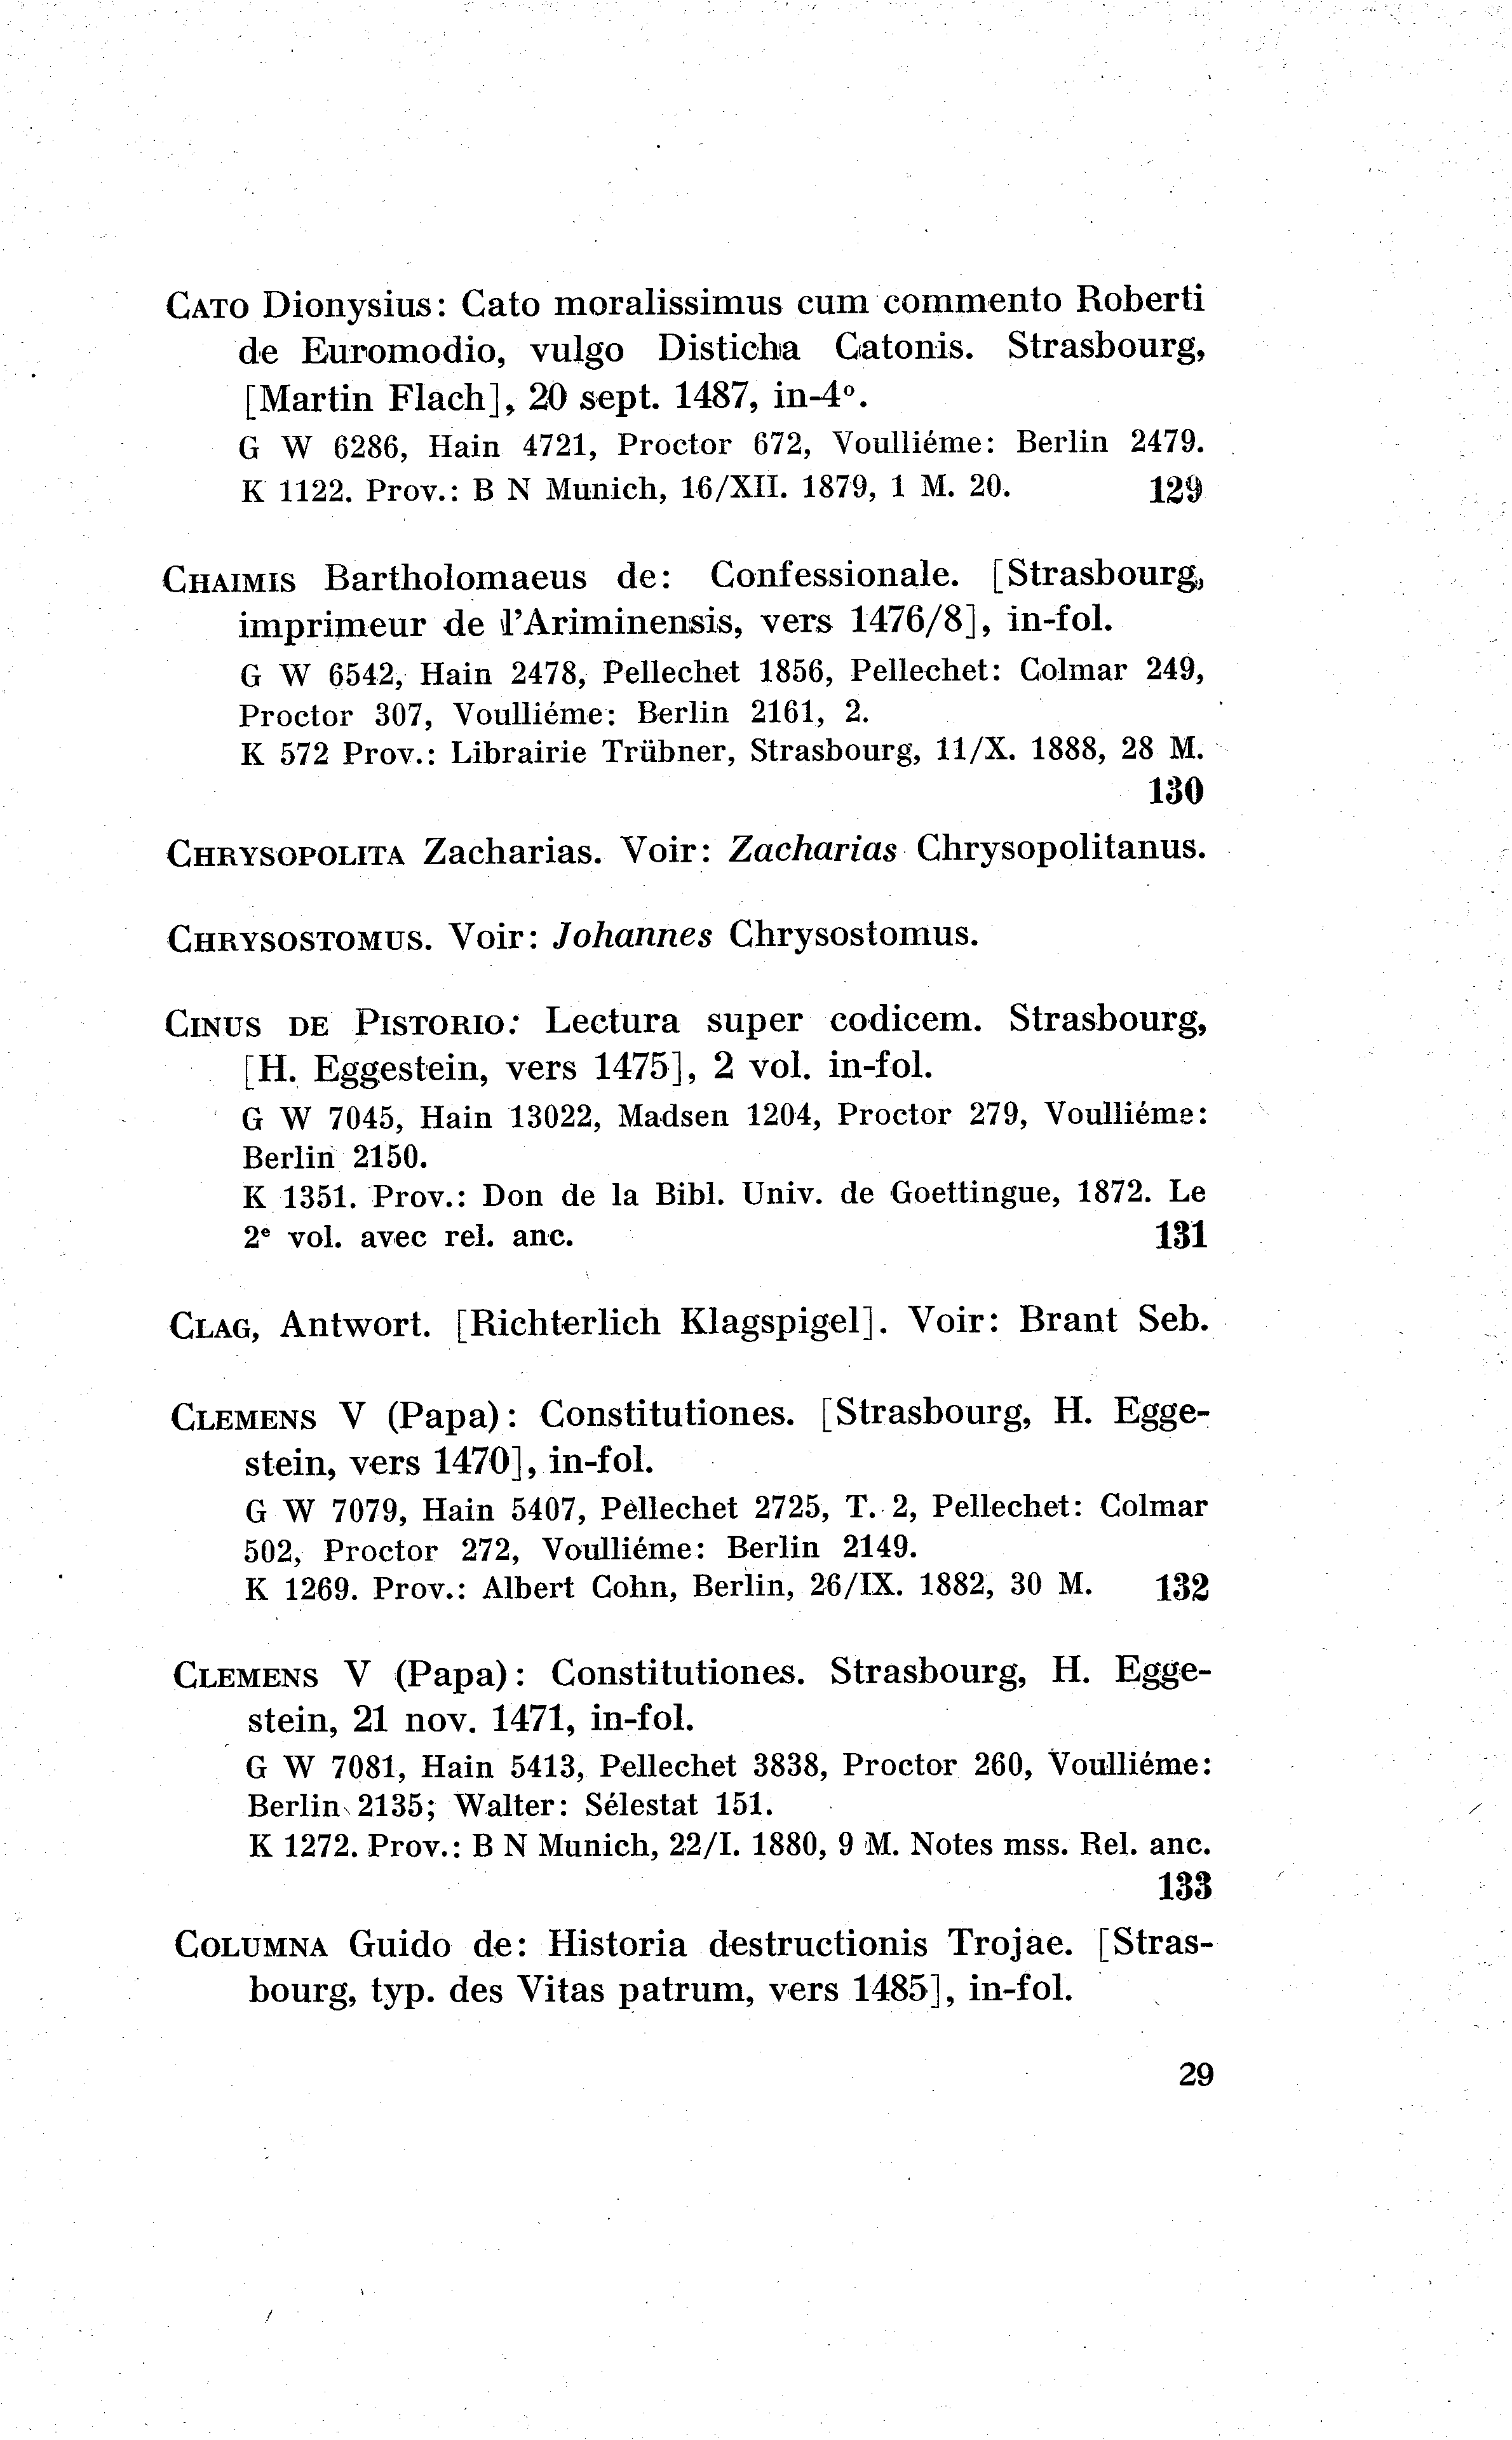 CATO Dionysius: Cato moralissimus cum commento Roberti
de Euromodio, vulgo Disticha Catonis. Strasbourg,
[Martin Flach], 20 sept. 1487, in-4°.
G W 6286, Hain 4721, Proctor 672, Voulliéme: Berlin 2479.
K 1122. Prov.: B N Munich, 16/XII. 1879, 1 M. 20. 129
CHAIMIS Bartholomaeus de: Confessionale. [Strasbourg,
imprimeur de l'Ariminensis, vers 1476/8], in-fol.
G W 6542, Hain 2478, Pellechet 1856, Pellechet: Colmar 249,
Proctor 307, Voulliéme: Berlin 2161, 2.
K 572 Prov.: Librairie Trübner, Strasbourg, 11/X. 1888, 28 M.
130
CHRYSOPOLITA Zacharias. Voir: Zacharias Chrysopolitanus.
CHRYSOSTOMUS. Voir: Johannes Chrysostomus.
CINUS DE PISTORIO: Lectura super codicem. Strasbourg,
[H. Eggestein, vers 1475], 2 vol. in-fol.
G W 7045, Hain 13022, Madsen 1204, Proctor 279, Voulliéme:
Berlin 2150.
K 1351. Prov.: Don de la Bibl. Univ. de Goettingue, 1872. Le
2e vol. avec rel. anc. 131
CLAG, Antwort. [Richterlich Klagspigel]. Voir: Brant Seb.
CLEMENS V (Papa): Constitutiones. [Strasbourg, H. Egge-
stein, vers 1470], in-fol.
G W 7079, Hain 5407, Pellechet 2725, T. 2, Pellechet: Colmar
502, Proctor 272, Voulliéme: Berlin 2149.
K 1269. Prov.: Albert Cohn, Berlin, 26/IX. 1882, 30 M. 132
CLEMENS V (Papa): Constitutiones. Strasbourg, H. Egge-
stein, 21 nov. 1471, in-fol.
G W 7081, Hain 5413, Pellechet 3838, Proctor 260, Voulliéme:
Berlin 2135; Walter: Sélestat 151.
K 1272. Prov.: B N Munich, 22/I. 1880, 9 M. Notes mss. Rel. anc.
133
COLUMNA Guido de: Historia destructionis Trojae. [Stras-
bourg, typ. des Vitas patrum, vers 1485], in-fol.
29